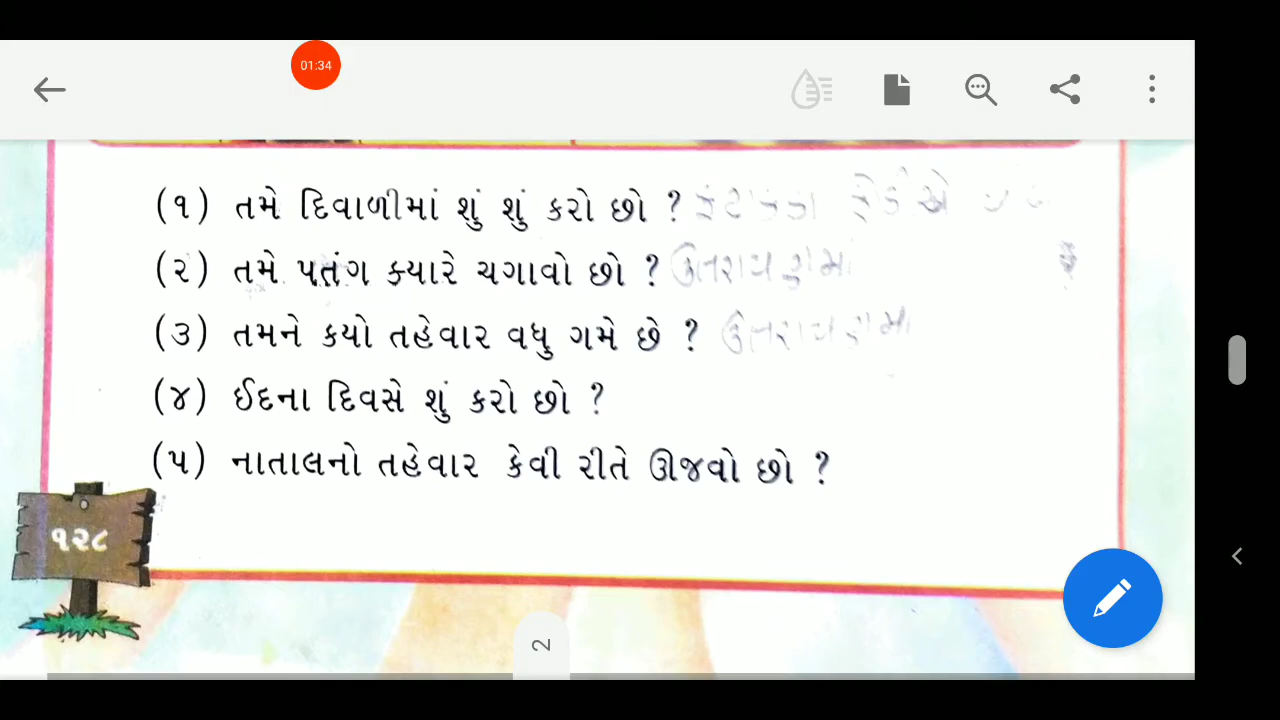 01:34
(૧) તમે દિવાળીમાં શું શું કરો છો ?
(૨) તમે પતંગ ક્યારે ચગાવો છો ? ઉતરાયણમાં
(૩) તમને કયો તહેવાર વધુ ગમે છે ? ઉતરાયણમાં
(૪) ઈદના દિવસે શું કરો છો ?
(૫) નાતાલનો તહેવાર કેવી રીતે ઊજવો છો ?
૧૨૮
2